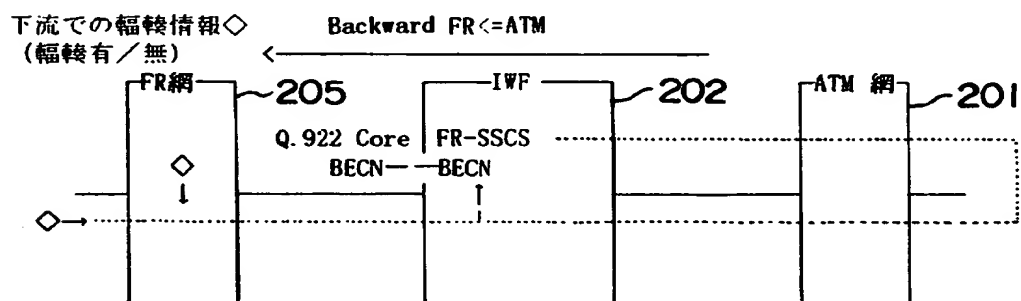 下流での輻輳情報◇ Backward FR<=ATM
(輻輳有/無)
FR網 IWF ATM 網
205 202 201
Q.922 Core FR-SSCS
BECN BECN